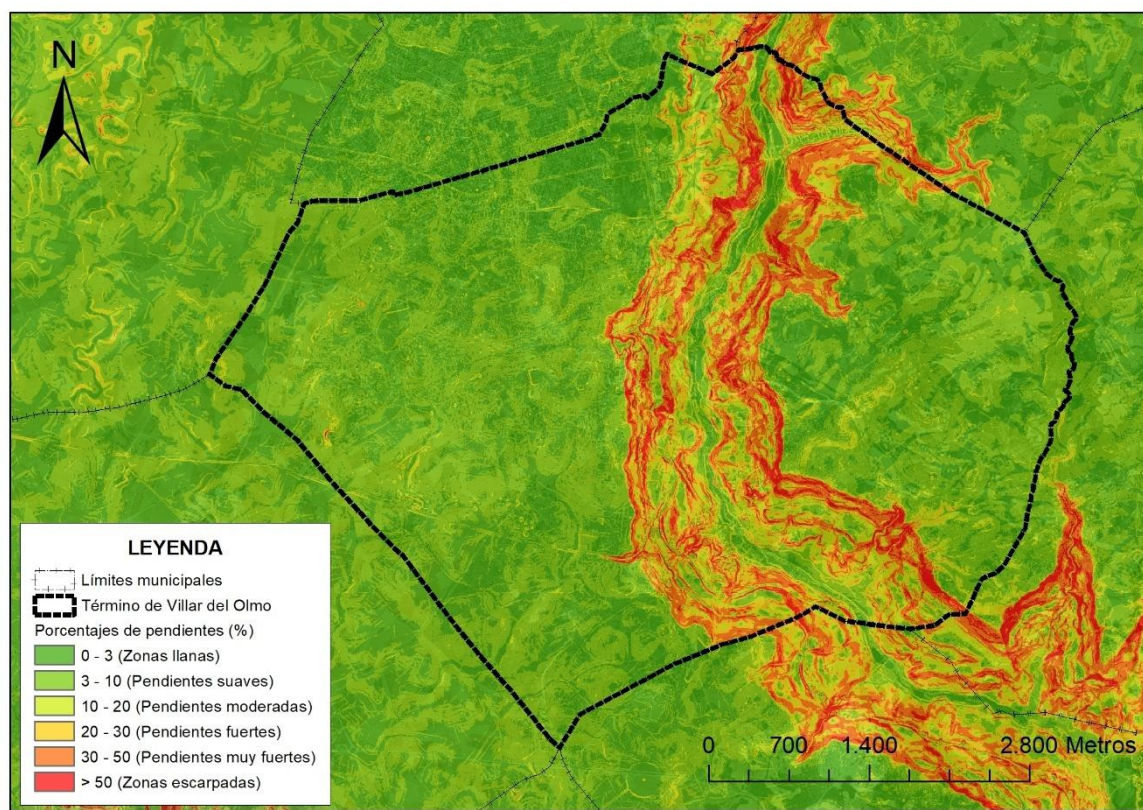 N
LEYENDA
Límites municipales
Término de Villar del Olmo
Porcentajes de pendientes (%)
0 - 3 (Zonas llanas)
3 - 10 (Pendientes suaves)
10 - 20 (Pendientes moderadas)
20 - 30 (Pendientes fuertes)
30 - 50 (Pendientes muy fuertes)
> 50 (Zonas escarpadas)
0 700 1.400 2.800 Metros